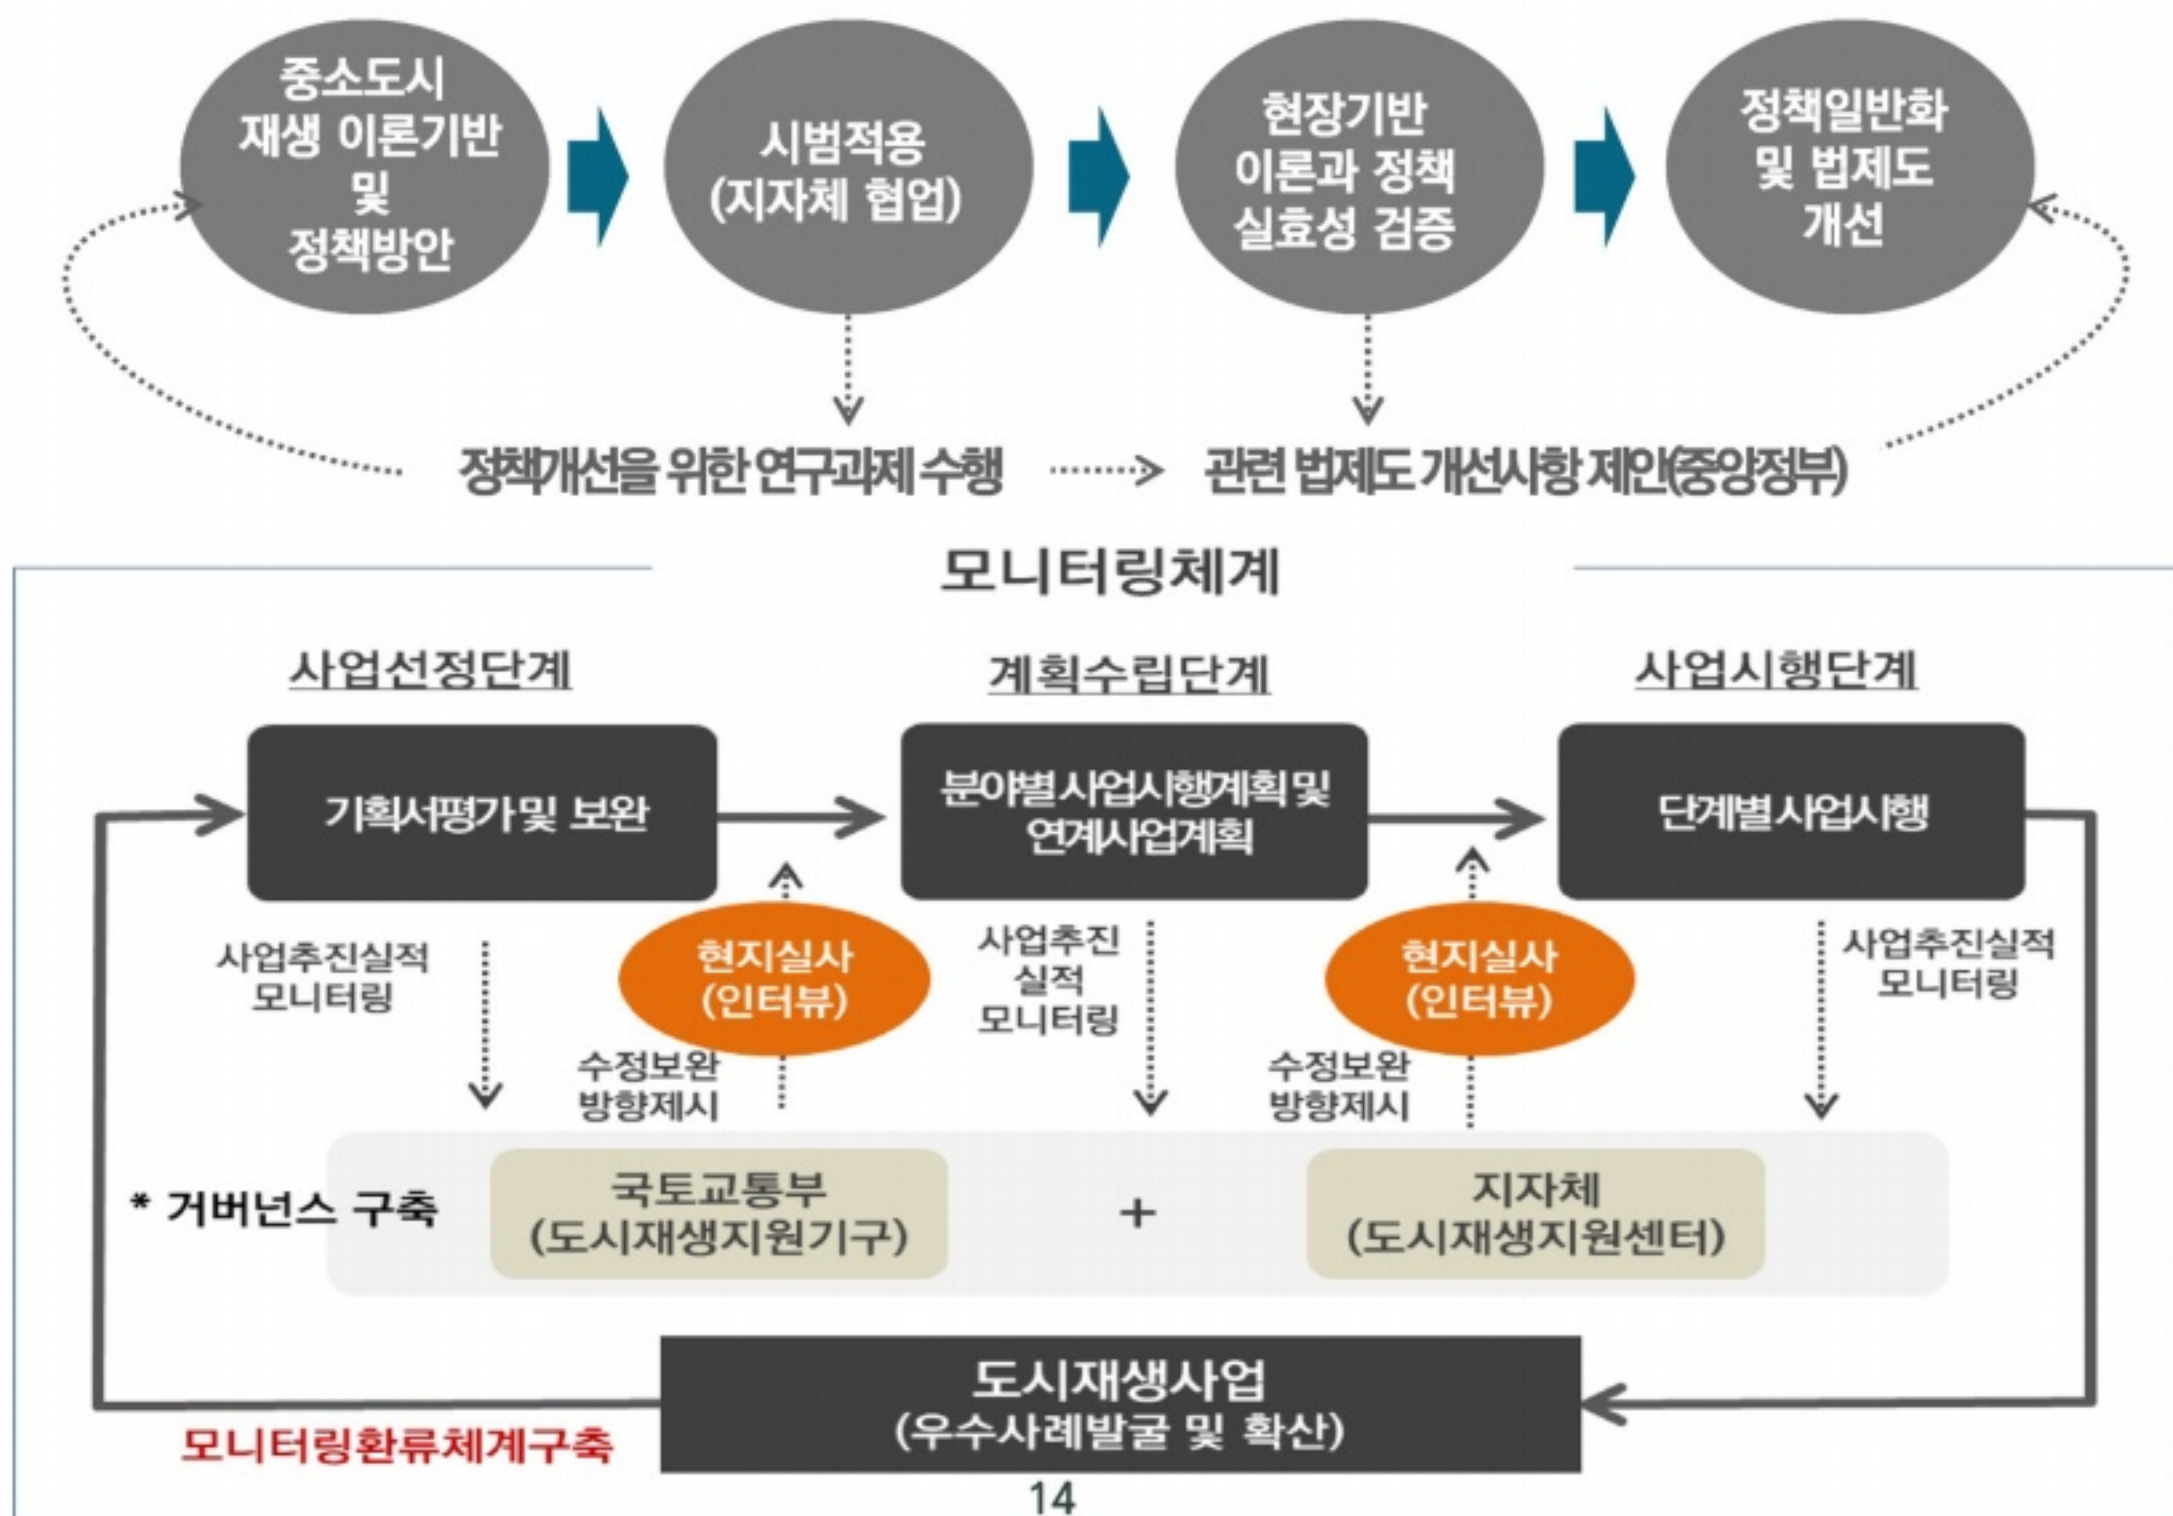 중소도시
재생 이론기반
및
정책방안
시범적용
(지자체 협업)
현장기반
이론과 정책
실효성 검증
정책일반화
및 법제도
개선
정책개선을 위한 연구과제 수행
관련 법제도 개선사항 제안(중앙정부)
모니터링체계
사업선정단계
계획수립단계
사업시행단계
기획서평가 및 보완
분야별 사업시행계획 및
연계사업계획
단계별 사업시행
사업추진실적
모니터링
현지실사
(인터뷰)
수정보완
방향제시
사업추진
실적
모니터링
현지실사
(인터뷰)
수정보완
방향제시
사업추진실적
모니터링
* 거버넌스 구축
국토교통부
(도시재생지원기구)
+
지자체
(도시재생지원센터)
도시재생사업
(우수사례발굴 및 확산)
모니터링환류체계구축
14